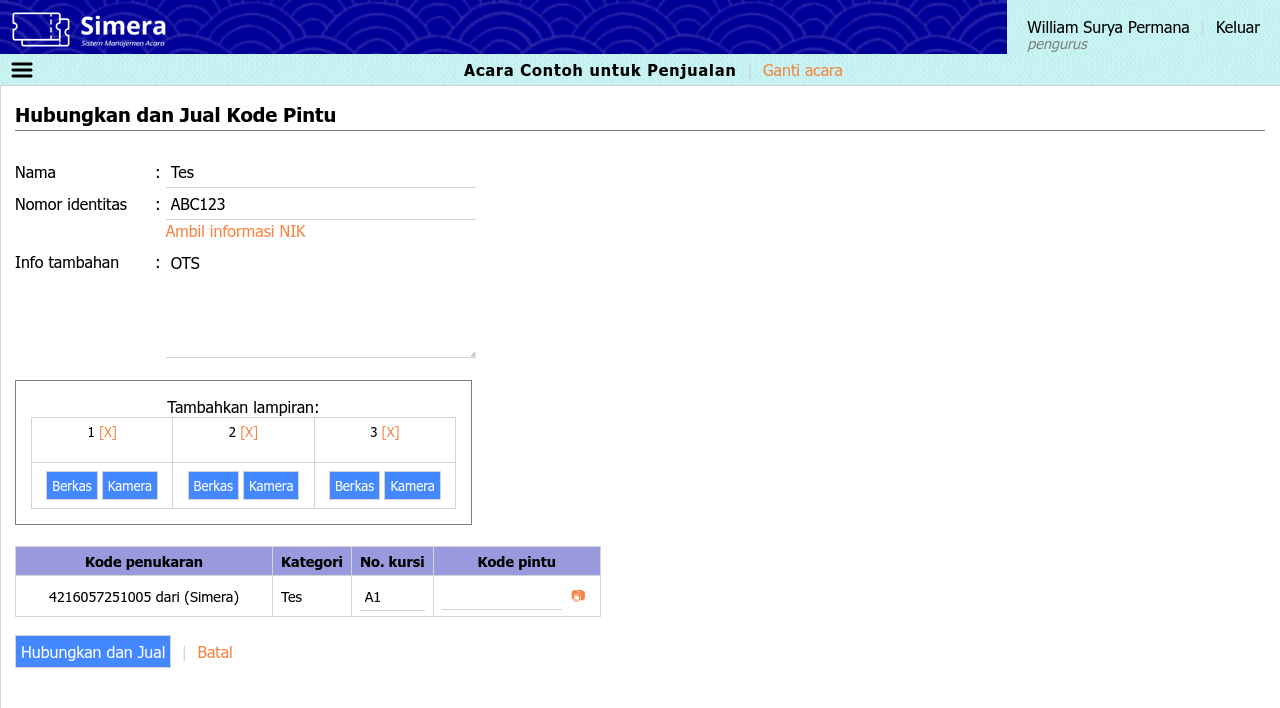 Simera
Sistem Manajemen Acara
William Surya Permana | Keluar
pengurus
Acara Contoh untuk Penjualan | Ganti acara
Hubungkan dan Jual Kode Pintu
Nama : Tes
Nomor identitas : ABC123
Ambil informasi NIK
Info tambahan : OTS
Tambahkan lampiran:
1 [X] 2 [X] 3 [X]
Berkas Kamera Berkas Kamera Berkas Kamera
Kode penukaran Kategori No. kursi Kode pintu
4216057251005 dari (Simera) Tes A1
Hubungkan dan Jual | Batal